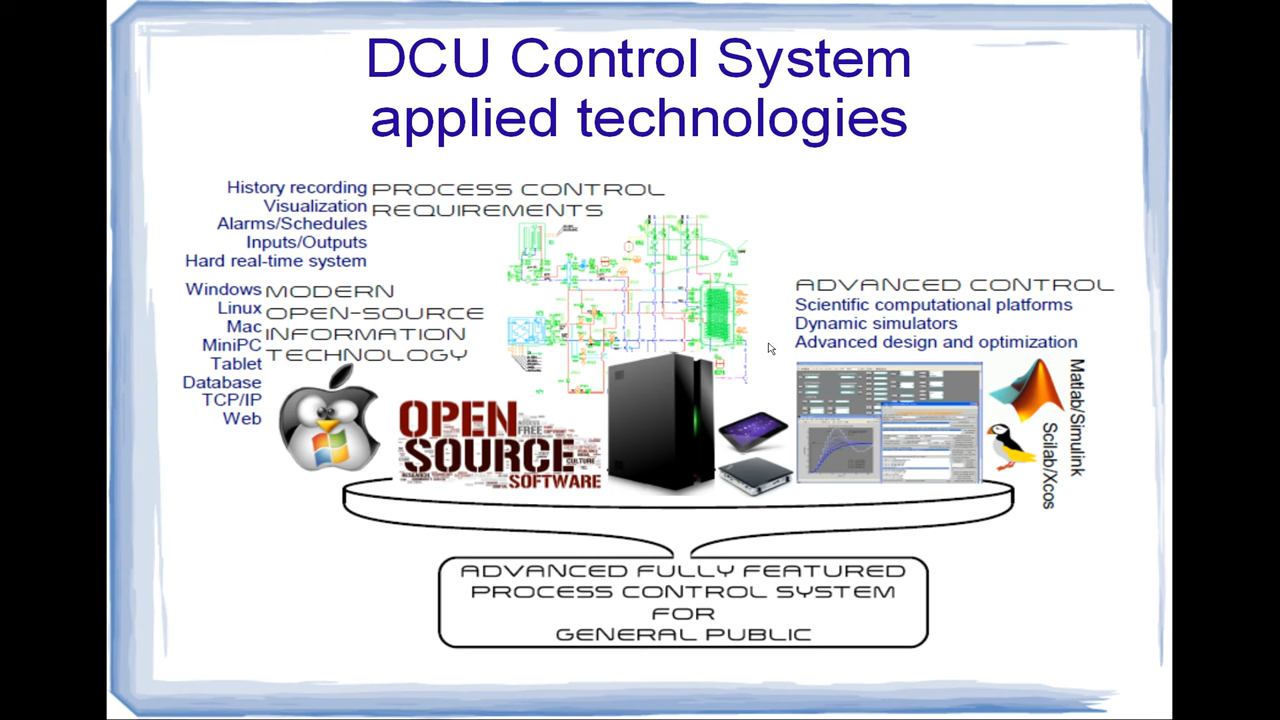 DCU Control System
applied technologies
History recording
Visualization
Alarms/Schedules
Inputs/Outputs
Hard real-time system
PROCESS CONTROL
REQUIREMENTS
Windows
Linux
Mac
MiniPC
Tablet
Database
TCP/IP
Web
MODERN
OPEN-SOURCE
INFORMATION
TECHNOLOGY
ADVANCED CONTROL
Scientific computational platforms
Dynamic simulators
Advanced design and optimization
OPEN
SOURCE
SOFTWARE
FREE
CULTURE
Matlab/Simulink
Scilab/Xcos
ADVANCED FULLY FEATURED
PROCESS CONTROL SYSTEM
FOR
GENERAL PUBLIC